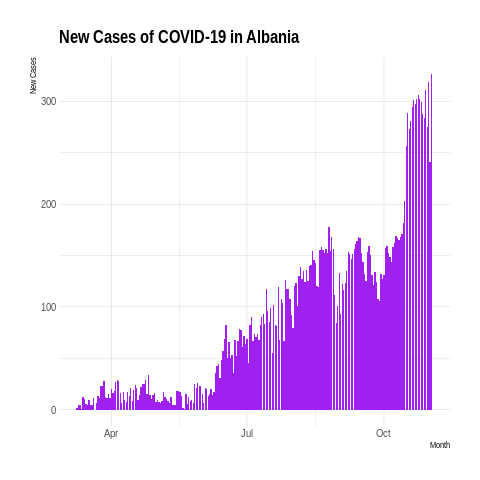 New Cases of COVID-19 in Albania
New Cases
300
200
100
0
Apr
Jul
Oct
Month